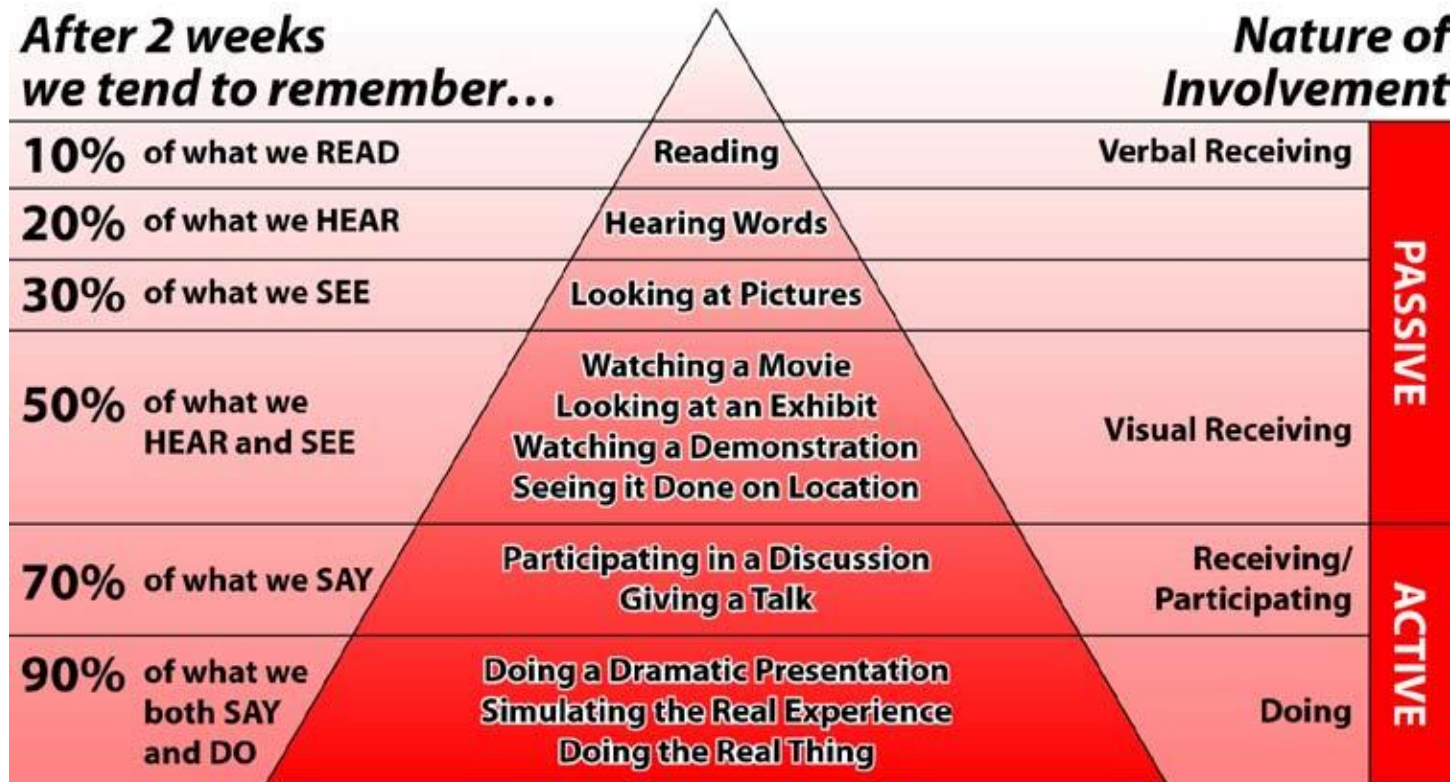 After 2 weeks
we tend to remember…
Nature of
Involvement
10% of what we READ
Reading
Verbal Receiving
20% of what we HEAR
Hearing Words
30% of what we SEE
Looking at Pictures
50% of what we
HEAR and SEE
Watching a Movie
Looking at an Exhibit
Watching a Demonstration
Seeing it Done on Location
Visual Receiving
PASSIVE
70% of what we SAY
Participating in a Discussion
Giving a Talk
Receiving/
Participating
90% of what we
both SAY
and DO
Doing a Dramatic Presentation
Simulating the Real Experience
Doing the Real Thing
Doing
ACTIVE